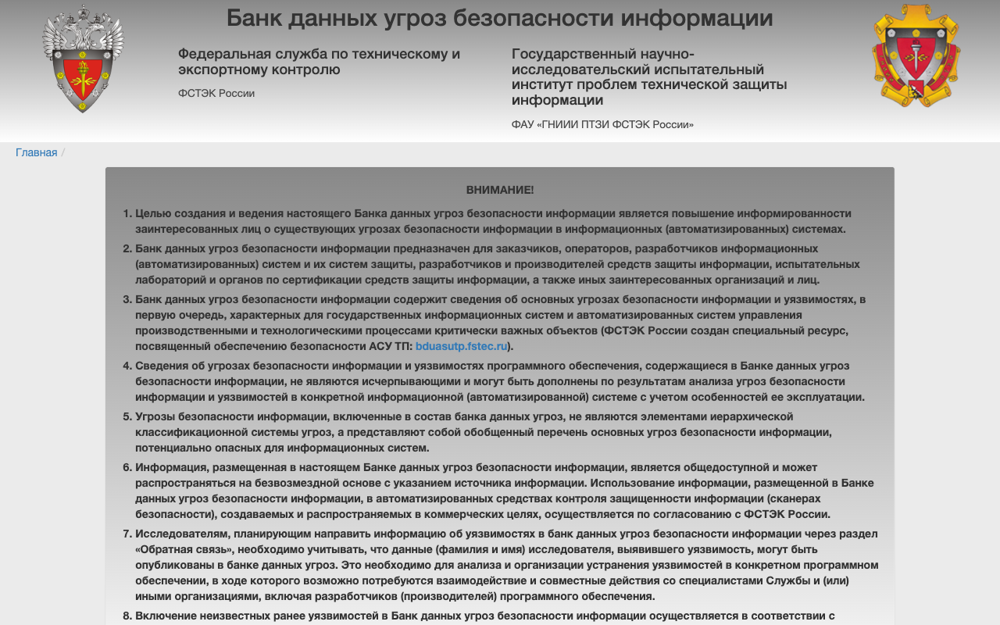 Банк данных угроз безопасности информации
Федеральная служба по техническому и
экспортному контролю
ФСТЭК России
Государственный научно-
исследовательский испытательный
институт проблем технической защиты
информации
ФАУ «ГНИИИ ПТЗИ ФСТЭК России»
Главная /
ВНИМАНИЕ!
1. Целью создания и ведения настоящего Банка данных угроз безопасности информации является повышение информированности
заинтересованных лиц о существующих угрозах безопасности информации в информационных (автоматизированных) системах.
2. Банк данных угроз безопасности информации предназначен для заказчиков, операторов, разработчиков информационных
(автоматизированных) систем и их систем защиты, разработчиков и производителей средств защиты информации, испытательных
лабораторий и органов по сертификации средств защиты информации, а также иных заинтересованных организаций и лиц.
3. Банк данных угроз безопасности информации содержит сведения об основных угрозах безопасности информации и уязвимостях, в
первую очередь, характерных для государственных информационных систем и автоматизированных систем управления
производственными и технологическими процессами критически важных объектов (ФСТЭК России создан специальный ресурс,
посвященный обеспечению безопасности АСУ ТП: bduasutp.fstec.ru).
4. Сведения об угрозах безопасности информации и уязвимостях программного обеспечения, содержащиеся в Банке данных угроз
безопасности информации, не являются исчерпывающими и могут быть дополнены по результатам анализа угроз безопасности
информации и уязвимостей в конкретной информационной (автоматизированной) системе с учетом особенностей ее эксплуатации.
5. Угрозы безопасности информации, включенные в состав банка данных угроз, не являются элементами иерархической
классификационной системы угроз, а представляют собой обобщенный перечень основных угроз безопасности информации,
потенциально опасных для информационных систем.
6. Информация, размещенная в настоящем Банке данных угроз безопасности информации, является общедоступной и может
распространяться на безвозмездной основе с указанием источника информации. Использование информации, размещенной в Банке
данных угроз безопасности информации, в автоматизированных средствах контроля защищенности информации (сканерах
безопасности), создаваемых и распространяемых в коммерческих целях, осуществляется по согласованию с ФСТЭК России.
7. Исследователям, планирующим направить информацию об уязвимостях в банк данных угроз безопасности информации через раздел
«Обратная связь», необходимо учитывать, что данные (фамилия и имя) исследователя, выявившего уязвимость, могут быть
опубликованы в банке данных угроз. Это необходимо для анализа и организации устранения уязвимостей в конкретном программном
обеспечении, в ходе которого возможно потребуются взаимодействие и совместные действия со специалистами Службы и (или)
иными организациями, включая разработчиков (производителей) программного обеспечения.
8. Включение неизвестных ранее уязвимостей в Банк данных угроз безопасности информации осуществляется в соответствии с